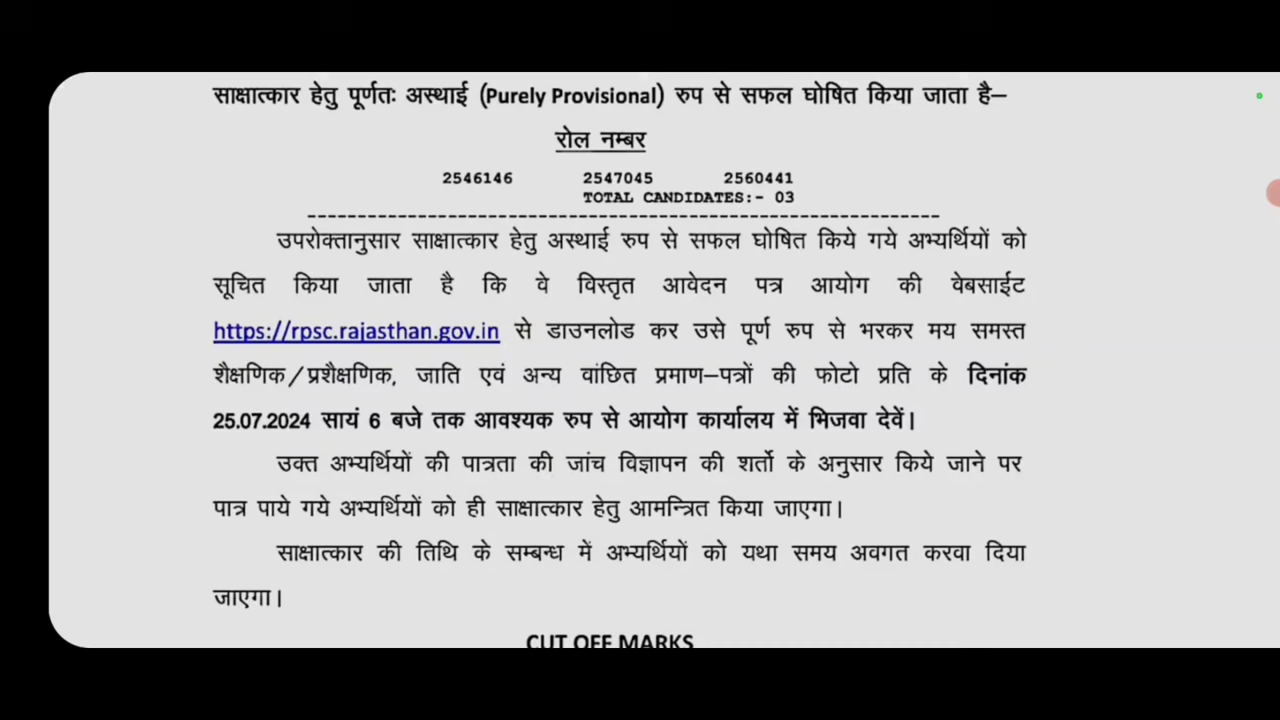 साक्षात्कार हेतु पूर्णतः अस्थाई (Purely Provisional) रुप से सफल घोषित किया जाता है–
रोल नम्बर
2546146 2547045 2560441
TOTAL CANDIDATES:- 03
---------------------------------------------------------------
उपरोक्तानुसार साक्षात्कार हेतु अस्थाई रुप से सफल घोषित किये गये अभ्यर्थियों को
सूचित किया जाता है कि वे विस्तृत आवेदन पत्र आयोग की वेबसाईट
https://rpsc.rajasthan.gov.in से डाउनलोड कर उसे पूर्ण रुप से भरकर मय समस्त
शैक्षणिक/प्रशैक्षणिक, जाति एवं अन्य वांछित प्रमाण–पत्रों की फोटो प्रति के दिनांक
25.07.2024 सायं 6 बजे तक आवश्यक रुप से आयोग कार्यालय में भिजवा देवें।
उक्त अभ्यर्थियों की पात्रता की जांच विज्ञापन की शर्तो के अनुसार किये जाने पर
पात्र पाये गये अभ्यर्थियों को ही साक्षात्कार हेतु आमन्त्रित किया जाएगा।
साक्षात्कार की तिथि के सम्बन्ध में अभ्यर्थियों को यथा समय अवगत करवा दिया
जाएगा।
CUT OFF MARKS